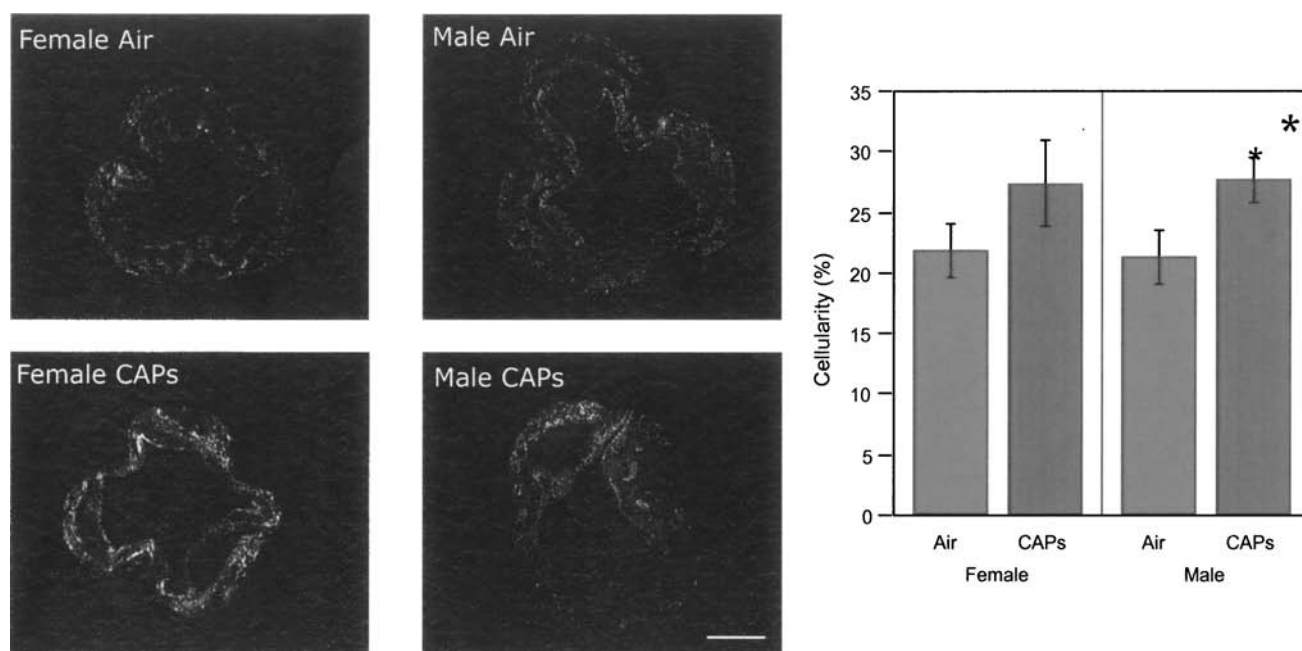 Female Air
Male Air
Female CAPs
Male CAPs
35
30
25
20
15
10
5
0
Cellularity (%)
*
*
Air
CAPs
Air
CAPs
Female
Male